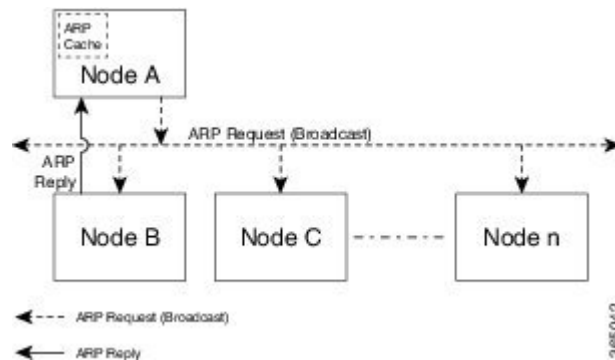 ARP
Cache
Node A
ARP Request (Broadcast)
ARP
Reply
Node B
Node C
Node n
ARP Request (Broadcast)
ARP Reply